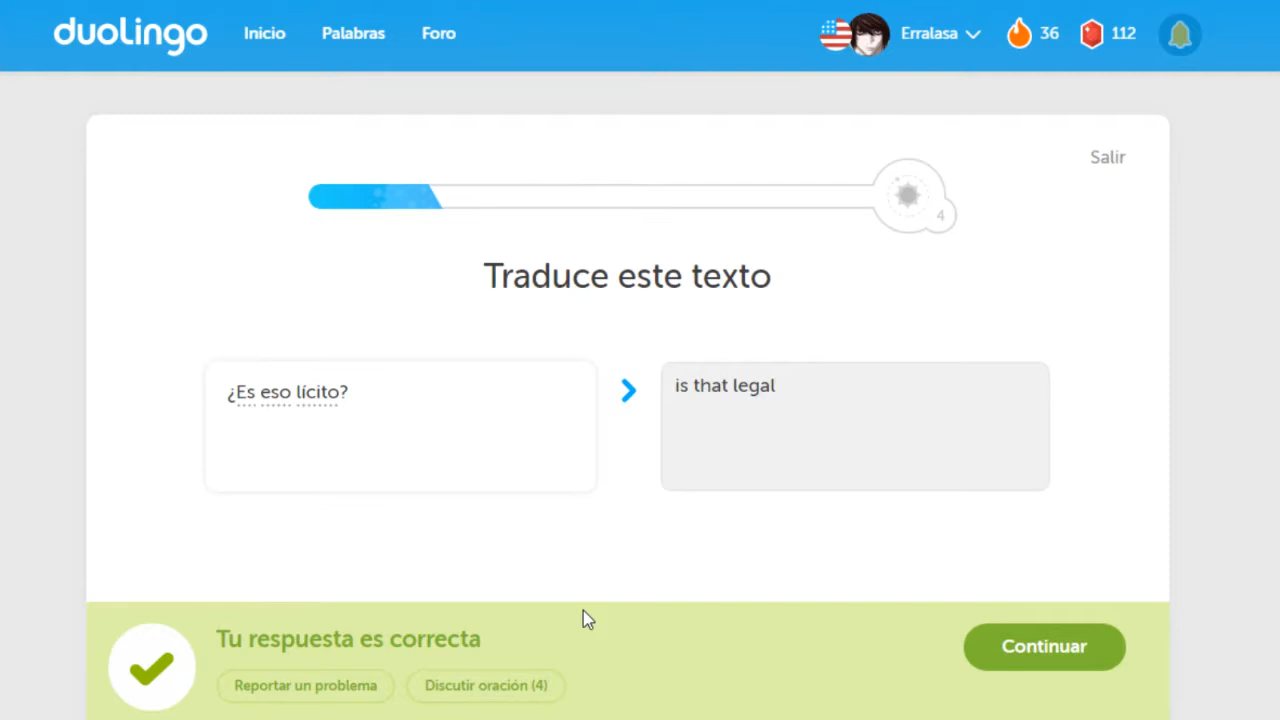 duolingo Inicio Palabras Foro Erralasa 36 112
Salir
4
Traduce este texto
¿Es eso lícito?
is that legal
Tu respuesta es correcta
Reportar un problema Discutir oración (4)
Continuar